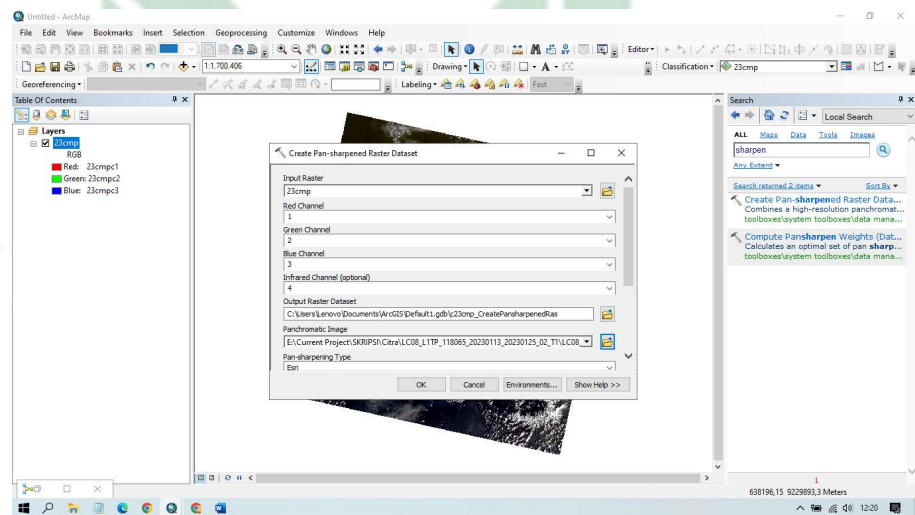 Untitled - ArcMap
File Edit View Bookmarks Insert Selection Geoprocessing Customize Windows Help
1:1.700.406
Editor
Drawing
A
Classification
23cmp
Georeferencing
Labeling
Fast
Table Of Contents
Layers
23cmp
RGB
Red: 23cmpc1
Green: 23cmpc2
Blue: 23cmpc3
Create Pan-sharpened Raster Dataset
Input Raster
23cmp
Red Channel
1
Green Channel
2
Blue Channel
3
Infrared Channel (optional)
4
Output Raster Dataset
C:\Users\Lenovo\Documents\ArcGIS\Default1.gdb\c23cmp_CreatePansharpenedRas
Panchromatic Image
E:\Current Project\SKRIPSI\Citra\LC08_L1TP_118065_20230113_20230125_02_T1\LC08_
Pan-sharpening Type
Esri
OK Cancel Environments... Show Help >>
Search
Local Search
ALL Maps Data Tools Images
sharpen
Any Extent
Search returned 2 items Sort By
Create Pan-sharpened Raster Data...
Combines a high-resolution panchromat...
toolboxes\system toolboxes\data mana...
Compute Pansharpen Weights (Dat...
Calculates an optimal set of pan sharp...
toolboxes\system toolboxes\data mana...
1
638196,15 9229893,3 Meters
12:20